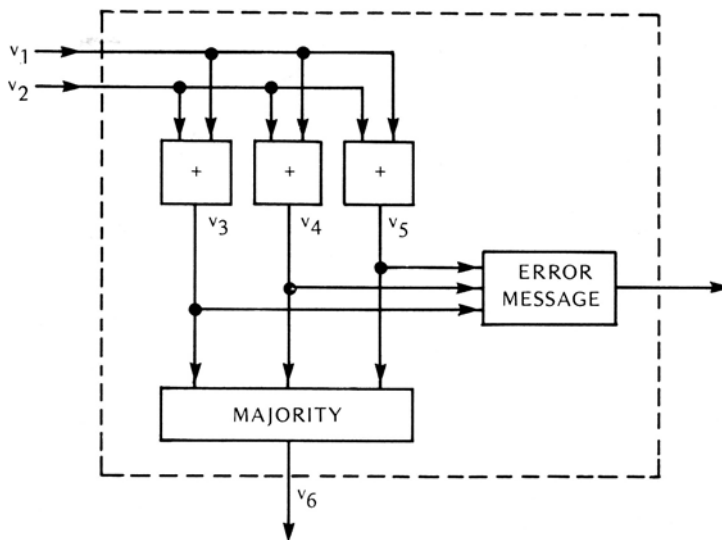 v1
v2
+ + +
v3 v4 v5
ERROR
MESSAGE
MAJORITY
v6